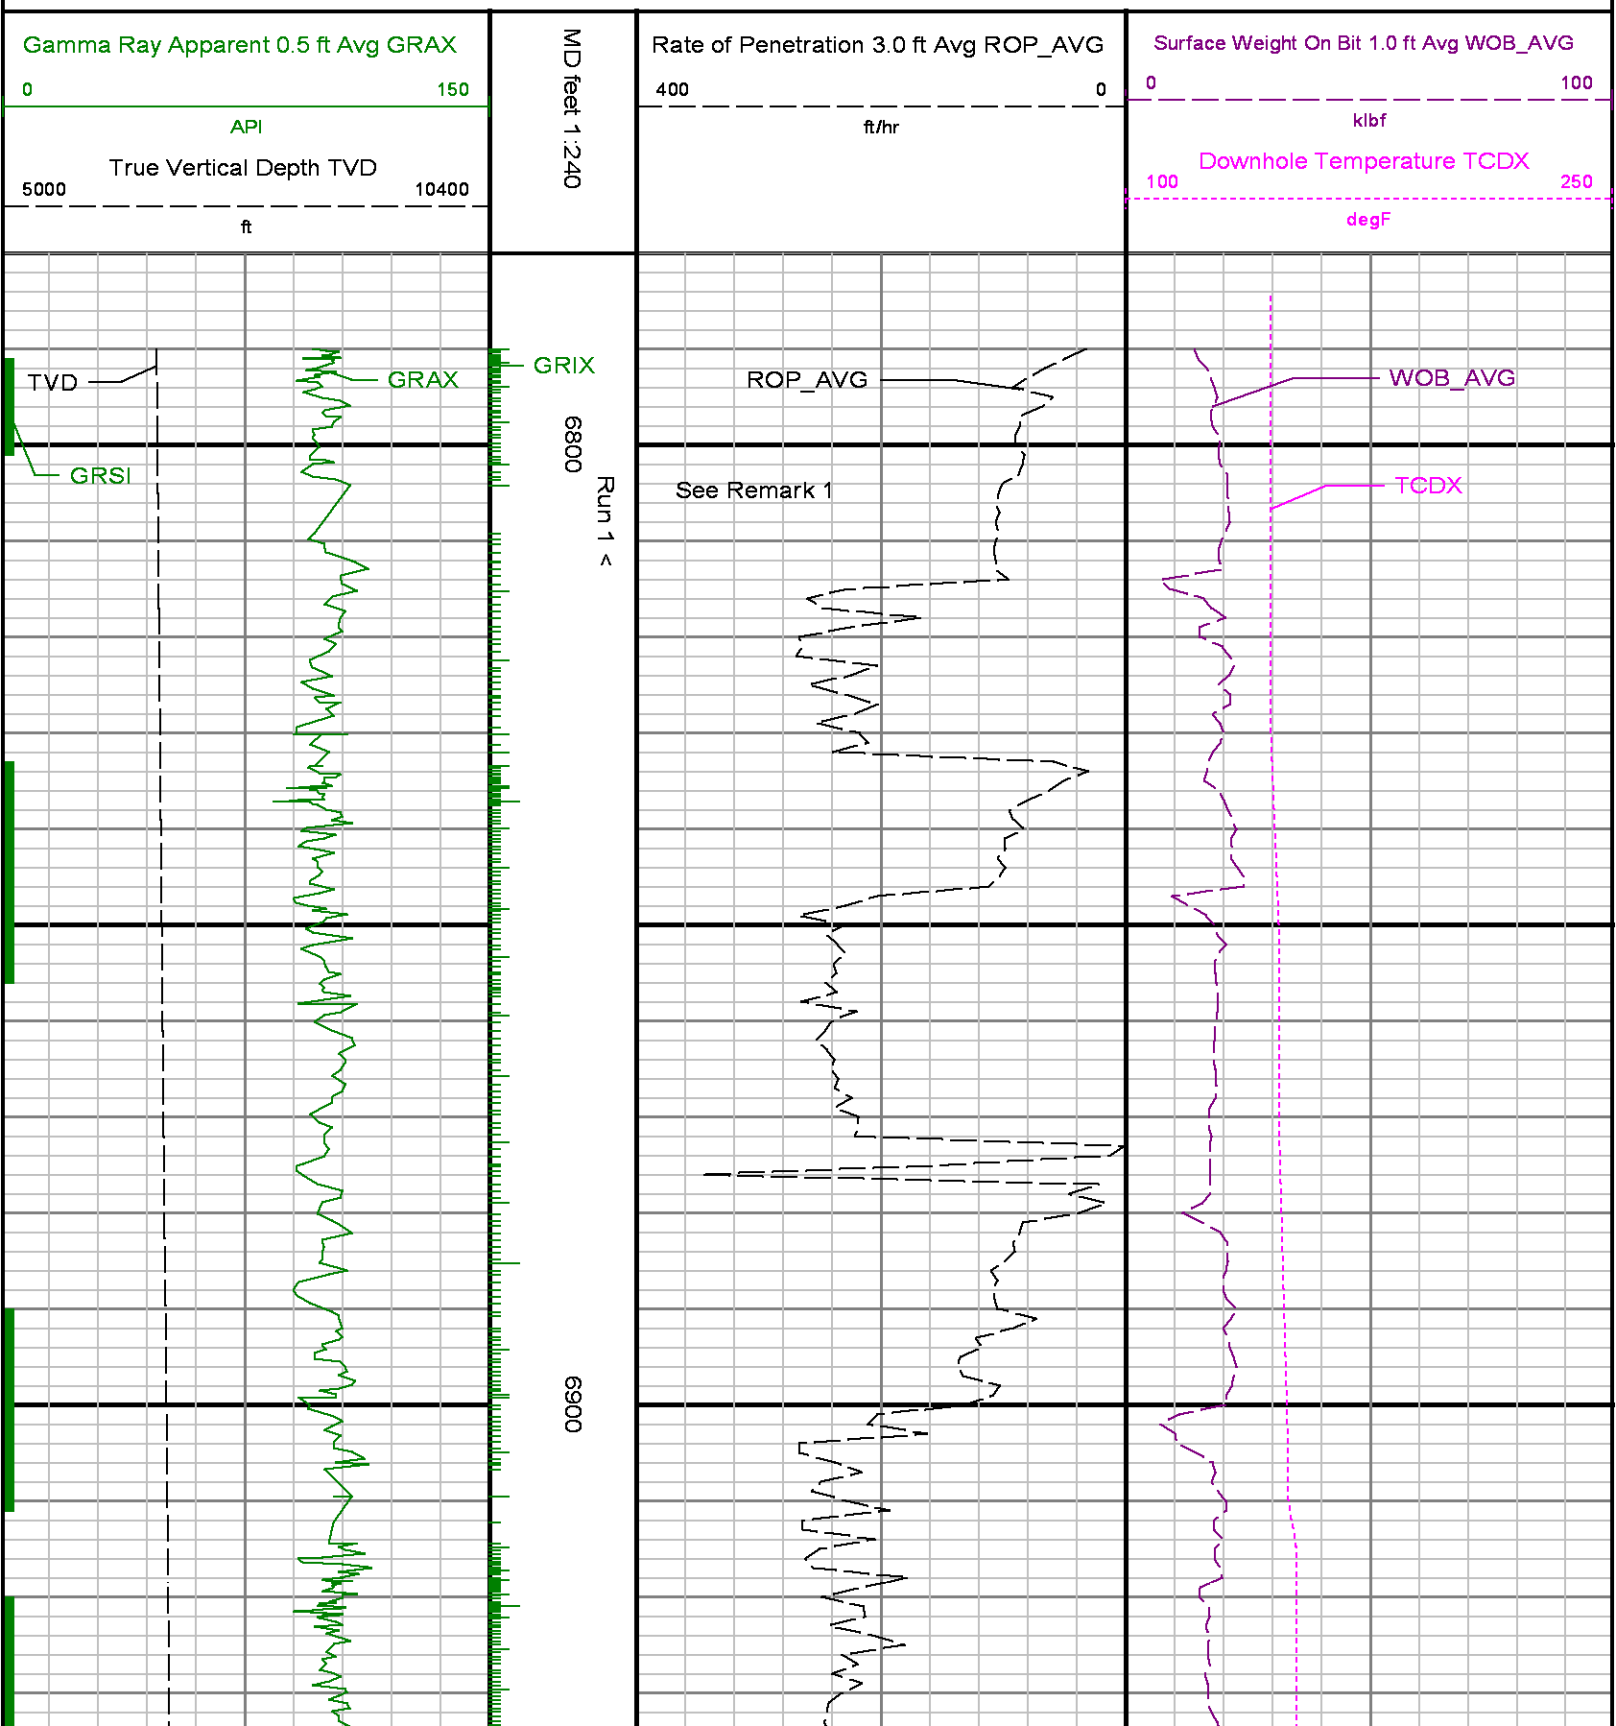 Gamma Ray Apparent 0.5 ft Avg GRAX
0 150
API
True Vertical Depth TVD
5000 10400
ft
MD feet 1:240
Rate of Penetration 3.0 ft Avg ROP_AVG
400 0
ft/hr
Surface Weight On Bit 1.0 ft Avg WOB_AVG
0 100
klbf
Downhole Temperature TCDX
100 250
degF
TVD
GRAX
GRSI
GRIX
6800
Run 1 <
6900
ROP_AVG
See Remark 1
WOB_AVG
TCDX